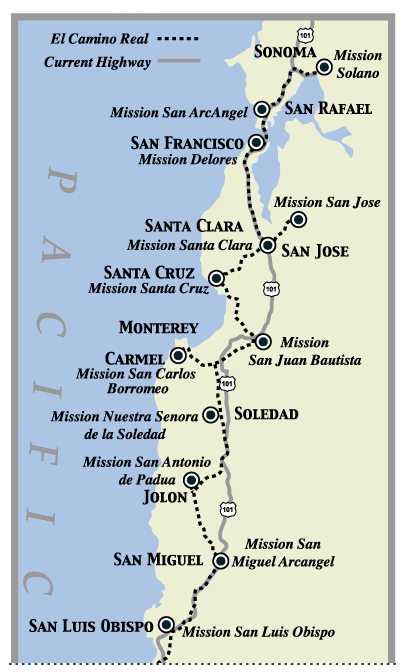 El Camino Real
Current Highway
101
SONOMA
Mission
Solano
Mission San ArcAngel
SAN RAFAEL
SAN FRANCISCO
Mission Delores
Mission San Jose
SANTA CLARA
Mission Santa Clara
SAN JOSE
SANTA CRUZ
Mission Santa Cruz
101
MONTEREY
Mission
San Juan Bautista
CARMEL
Mission San Carlos
Borromeo
101
Mission Nuestra Senora
de la Soledad
SOLEDAD
Mission San Antonio
de Padua
JOLON
101
SAN MIGUEL
Mission San
Miguel Arcangel
SAN LUIS OBISPO
Mission San Luis Obispo
PACIFIC